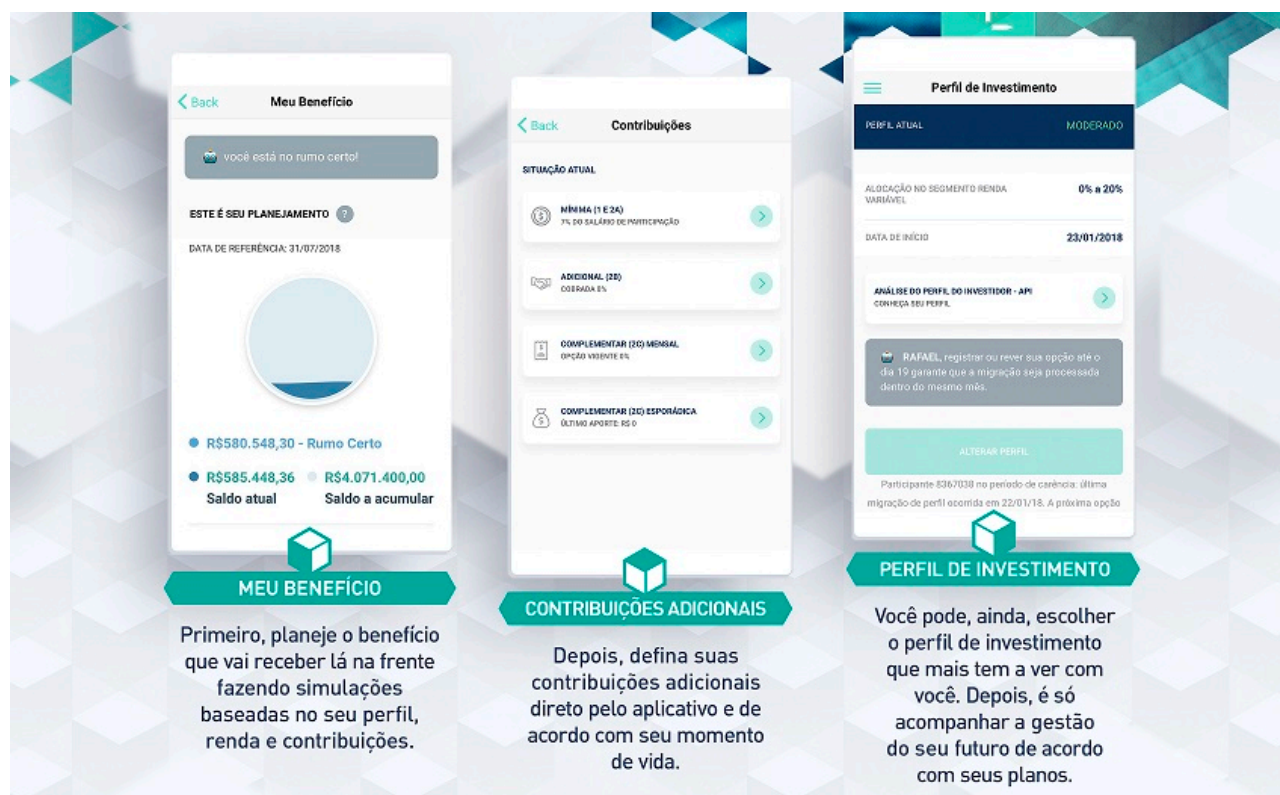 Back
Meu Benefício
você está no rumo certo!
ESTE É SEU PLANEJAMENTO ?
DATA DE REFERÊNCIA: 31/07/2018
R$580.548,30 - Rumo Certo
R$585.448,36 R$4.071.400,00
Saldo atual Saldo a acumular
MEU BENEFÍCIO
Primeiro, planeje o benefício
que vai receber lá na frente
fazendo simulações
baseadas no seu perfil,
renda e contribuições.
Back
Contribuições
SITUAÇÃO ATUAL
MÍNIMA (1 E 2A)
7% DO SALÁRIO DE PARTICIPAÇÃO
ADICIONAL (2B)
COBRADA 0%
COMPLEMENTAR (2C) MENSAL
OPÇÃO VIGENTE 0%
COMPLEMENTAR (2C) ESPORÁDICA
ÚLTIMO APORTE: R$ 0
CONTRIBUIÇÕES ADICIONAIS
Depois, defina suas
contribuições adicionais
direto pelo aplicativo e de
acordo com seu momento
de vida.
Perfil de Investimento
PERFIL ATUAL MODERADO
ALOCAÇÃO NO SEGMENTO RENDA
VARIÁVEL
0% a 20%
DATA DE INÍCIO 23/01/2018
ANÁLISE DO PERFIL DO INVESTIDOR - API
CONHEÇA SEU PERFIL
RAFAEL, registrar ou rever sua opção até o
dia 19 garante que a migração seja processada
dentro do mesmo mês.
ALTERAR PERFIL
Participante 8367038 no período de carência: última
migração de perfil ocorrida em 22/01/18. A próxima opção
PERFIL DE INVESTIMENTO
Você pode, ainda, escolher
o perfil de investimento
que mais tem a ver com
você. Depois, é só
acompanhar a gestão
do seu futuro de acordo
com seus planos.